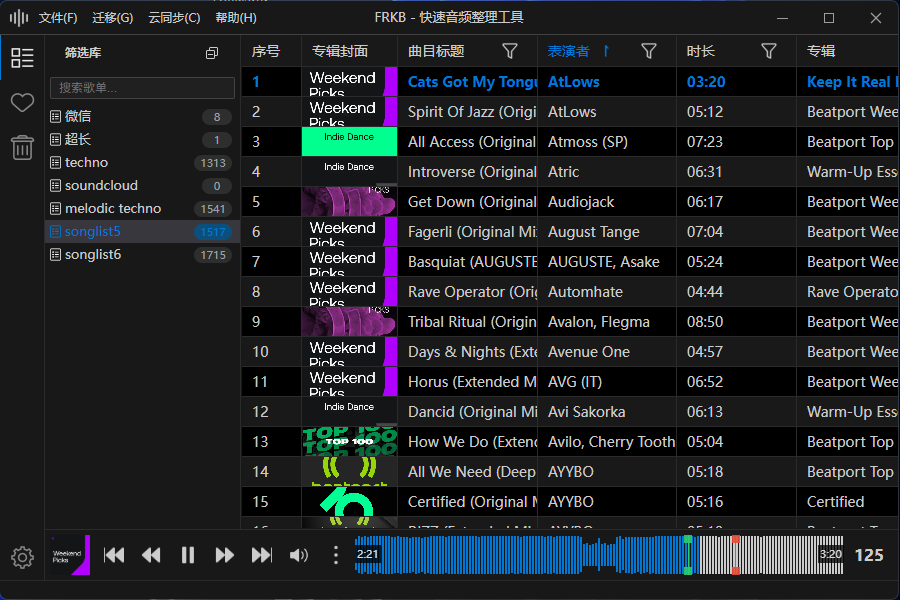 文件(F) 迁移(G) 云同步(C) 帮助(H) FRKB - 快速音频整理工具
筛选库
搜索歌单...
微信 8
超长 1
techno 1313
soundcloud 0
melodic techno 1541
songlist5 1517
songlist6 1715
序号 专辑封面 曲目标题 表演者 时长 专辑
1 Weekend Picks Cats Got My Tongu AtLows 03:20 Keep It Real
2 Weekend Picks Spirit Of Jazz (Origi AtLows 05:12 Beatport Wee
3 Indie Dance All Access (Original Atmoss (SP) 07:23 Beatport Top
4 Indie Dance Introverse (Original Atric 06:31 Warm-Up Ess
5 Picks Get Down (Original Audiojack 06:17 Beatport Wee
6 Weekend Picks Fagerli (Original Mix August Tange 07:04 Beatport Wee
7 Weekend Picks Basquiat (AUGUSTE AUGUSTE, Asake 05:24 Beatport Wee
8 Weekend Picks Rave Operator (Orig Automhate 04:44 Rave Operato
9 Picks Tribal Ritual (Origin Avalon, Flegma 08:50 Beatport Wee
10 Weekend Picks Days & Nights (Exte Avenue One 04:57 Beatport Wee
11 Weekend Picks Horus (Extended M AVG (IT) 06:52 Beatport Wee
12 Indie Dance Dancid (Original Mi Avi Sakorka 06:13 Warm-Up Ess
13 TOP 100 TOP 100 TOP 100 How We Do (Extenc Avilo, Cherry Tooth 05:04 Beatport Top
14 beatport All We Need (Deep AYYBO 05:18 Beatport Top
15 Certified (Original M AYYBO 05:16 Certified
Weekend Picks 2:21 3:20 125